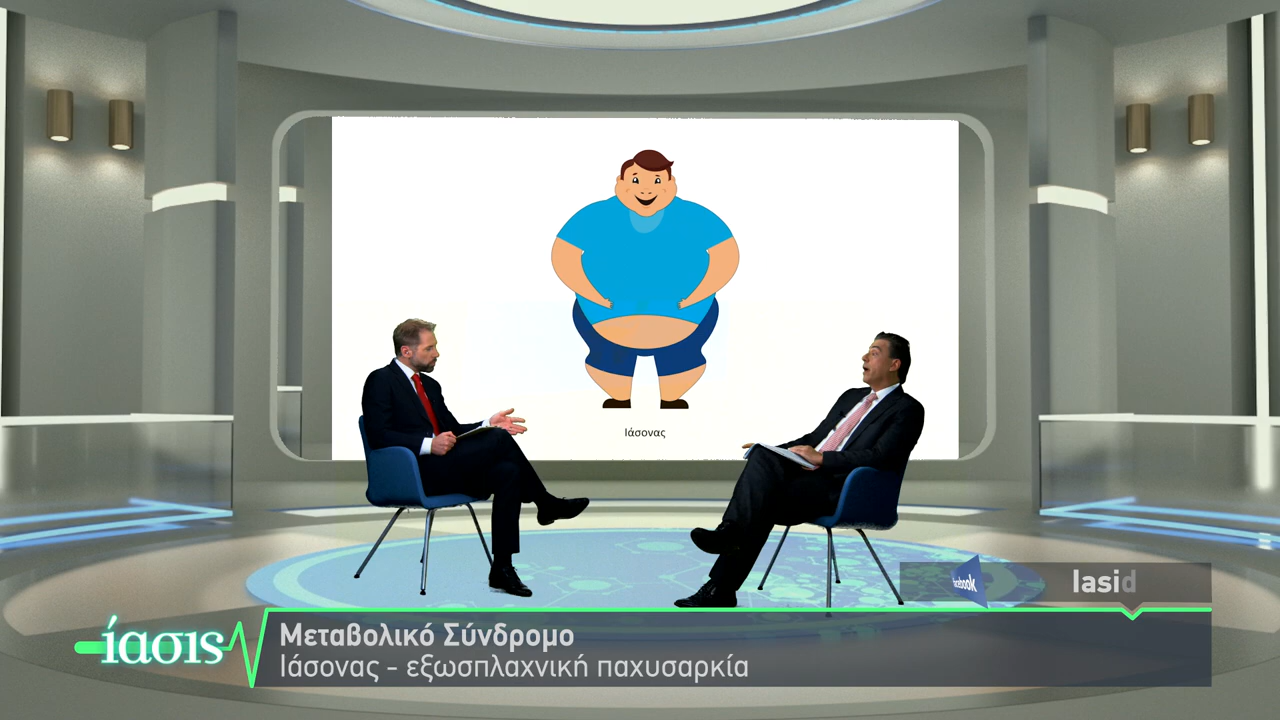 Ιάσονας
facebook
Iasid
ίασις
Μεταβολικό Σύνδρομο
Ιάσονας - εξωσπλαχνική παχυσαρκία